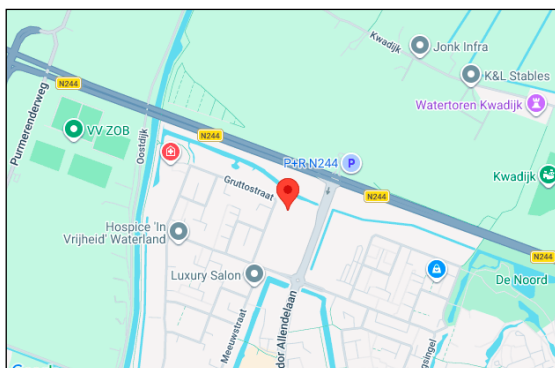 Kwadijk
Jonk Infra
K&L Stables
Watertoren Kwadijk
N244
VV ZOB
Purmerenderweg
Oostdijk
N244
P+R N244
P
N244
Kwadijk
Gruttostraat
Hospice 'In
Vrijheid' Waterland
N244
De Noord
Luxury Salon
Meeuwstraat
dor Allendelaan
gsingel